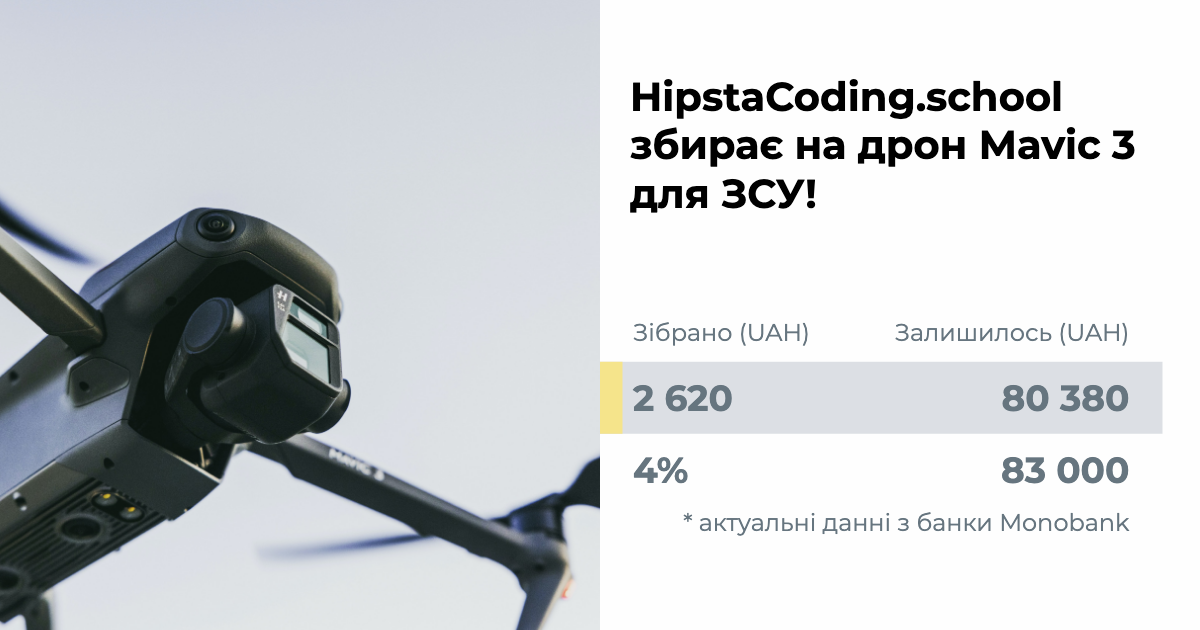 HipstaCoding.school
збирає на дрон Mavic 3
для ЗСУ!
Зібрано (UAH) Залишилось (UAH)
2 620 80 380
4% 83 000
* актуальні данні з банки Monobank
MAVIC 3